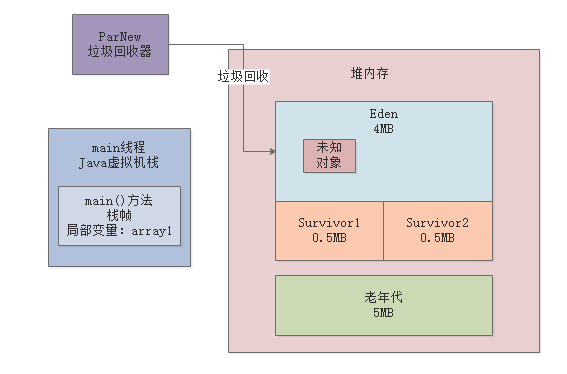 ParNew
垃圾回收器
垃圾回收
堆内存
Eden
4MB
未知
对象
main线程
Java虚拟机栈
main()方法
栈帧
局部变量: array1
Survivor1
0.5MB
Survivor2
0.5MB
老年代
5MB